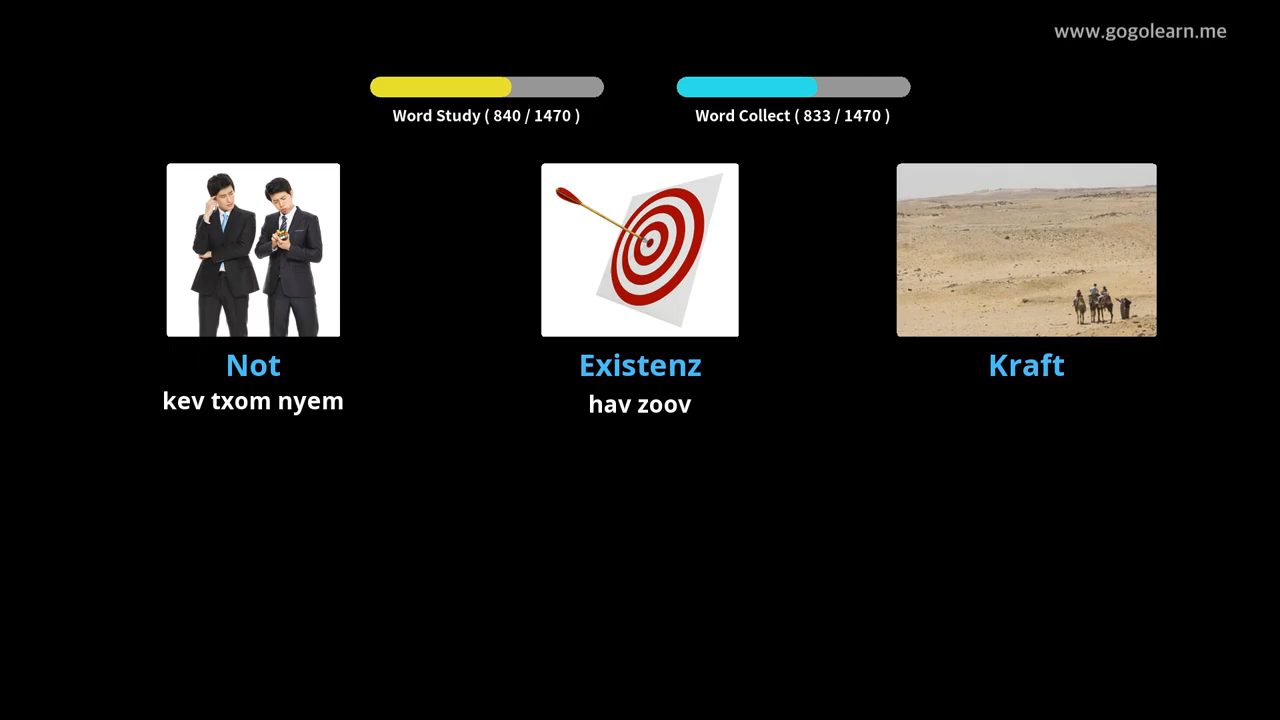 www.gogolearn.me
Word Study ( 840 / 1470 )
Word Collect ( 833 / 1470 )
Not
Existenz
Kraft
kev txom nyem
hav zoov